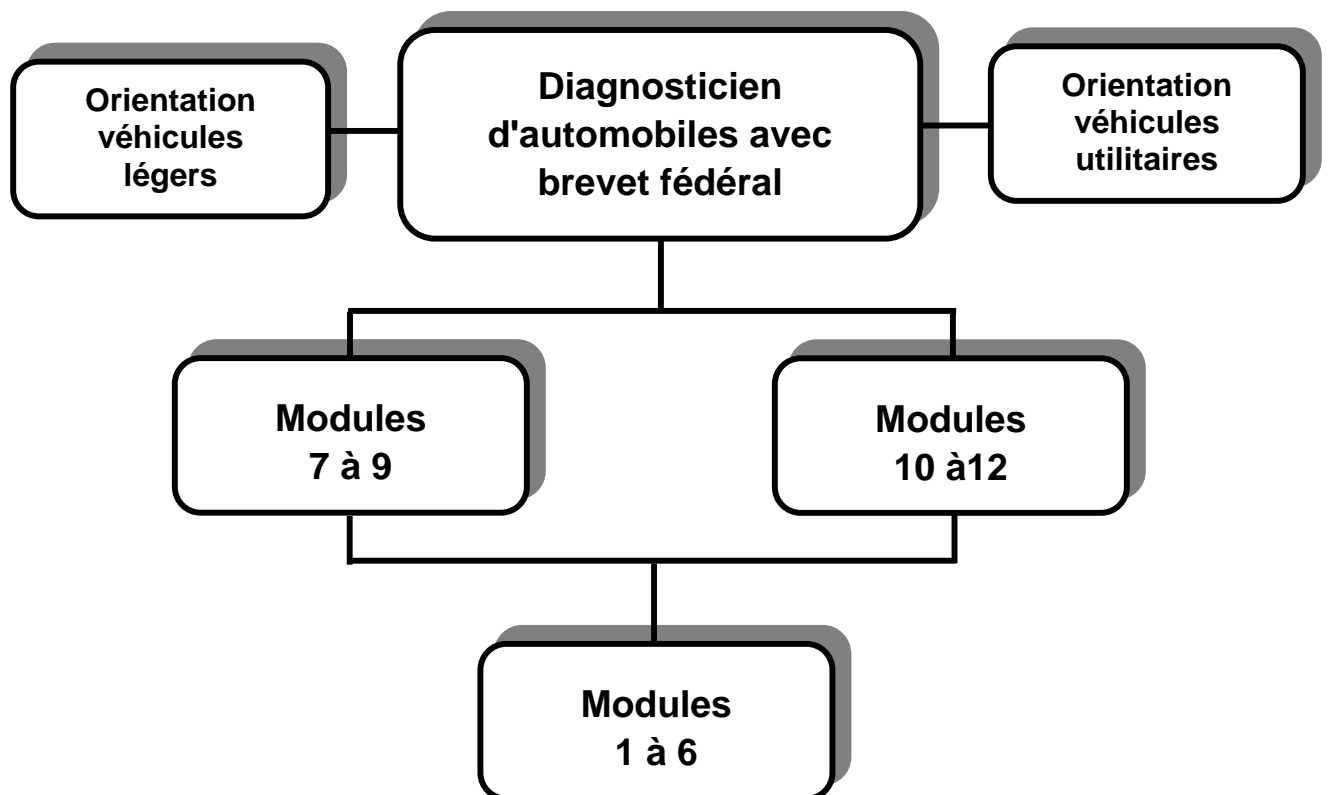 Orientation
véhicules
légers
Diagnosticien
d'automobiles avec
brevet fédéral
Orientation
véhicules
utilitaires
Modules
7 à 9
Modules
10 à12
Modules
1 à 6